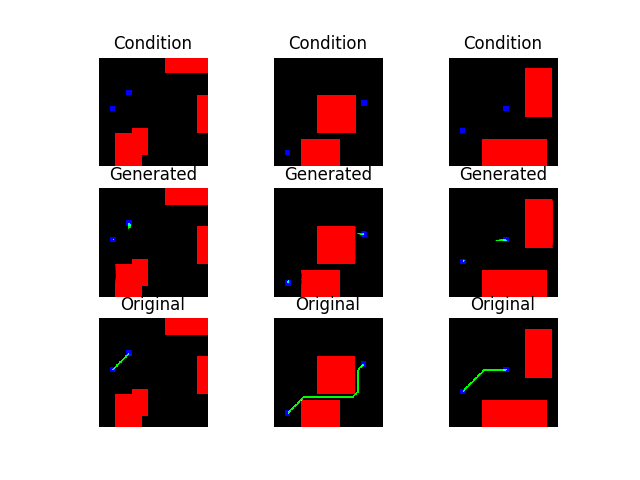 Condition Condition Condition
Generated Generated Generated
Original Original Original